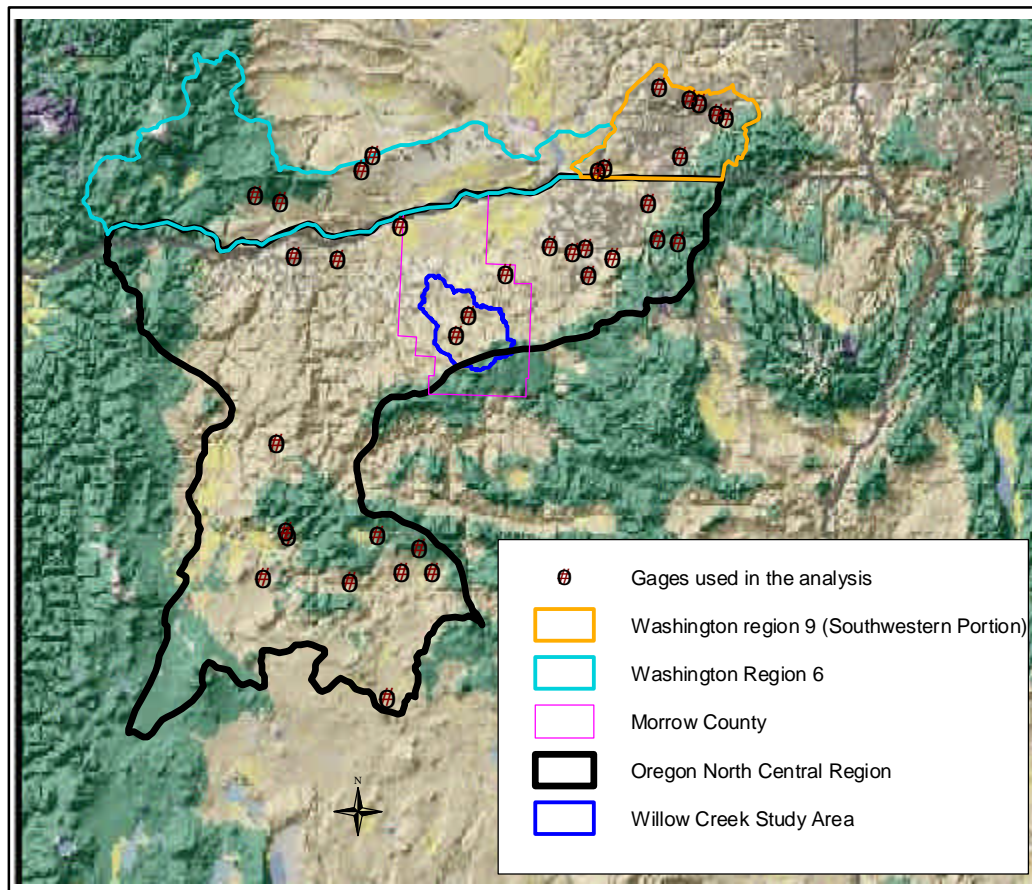 N
Gages used in the analysis
Washington region 9 (Southwestern Portion)
Washington Region 6
Morrow County
Oregon North Central Region
Willow Creek Study Area